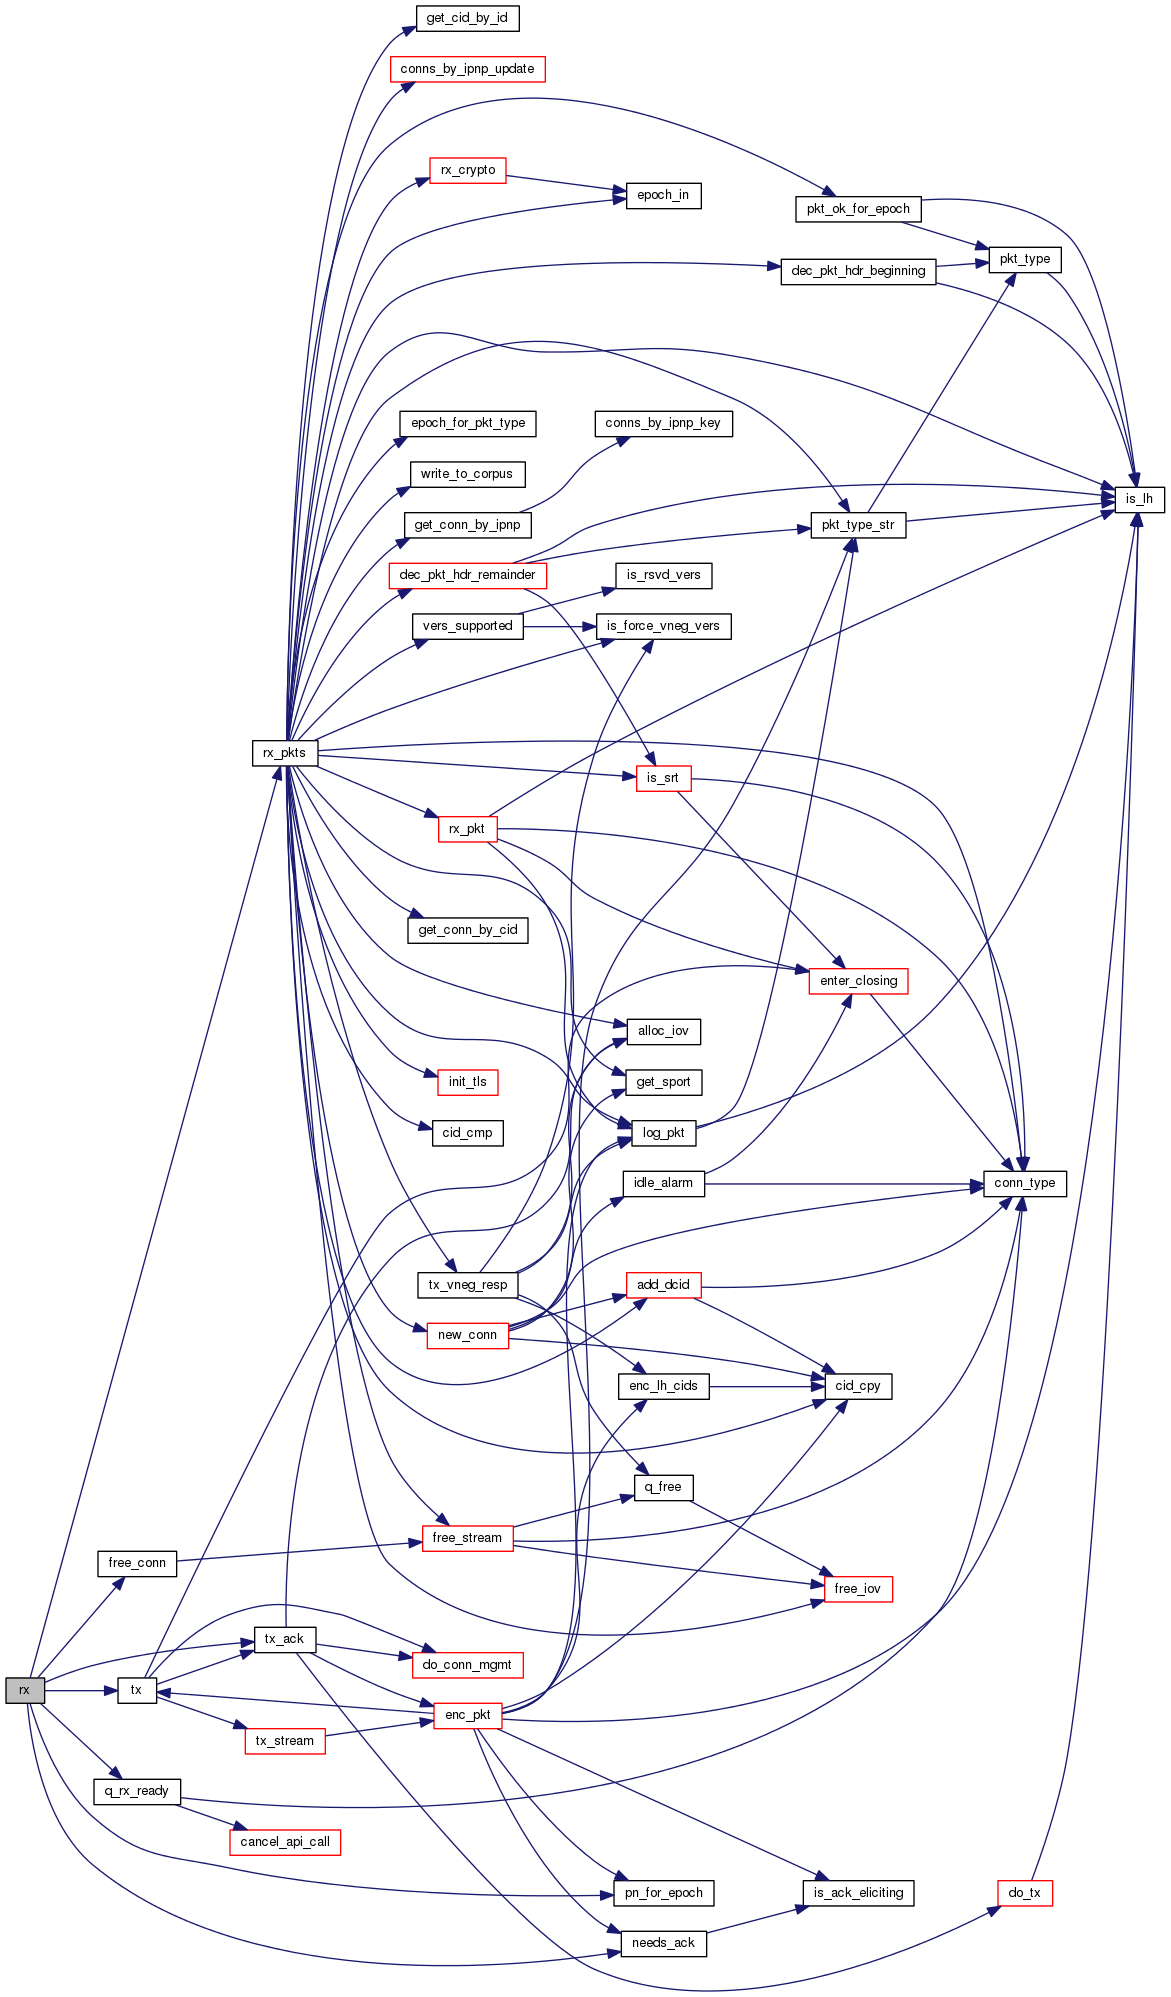 get_cid_by_id
conns_by_ipnp_update
rx_crypto
epoch_in
pkt_ok_for_epoch
pkt_type
dec_pkt_hdr_beginning
epoch_for_pkt_type
conns_by_ipnp_key
write_to_corpus
is_lh
get_conn_by_ipnp
pkt_type_str
dec_pkt_hdr_remainder
is_rsvd_vers
vers_supported
is_force_vneg_vers
rx_pkts
is_srt
rx_pkt
get_conn_by_cid
enter_closing
alloc_iov
init_tls
get_sport
cid_cmp
log_pkt
idle_alarm
conn_type
tx_vneg_resp
add_dcid
new_conn
enc_lh_cids
cid_cpy
q_free
free_stream
free_conn
free_iov
tx_ack
do_conn_mgmt
rx
tx
enc_pkt
tx_stream
q_rx_ready
cancel_api_call
pn_for_epoch
is_ack_eliciting
do_tx
needs_ack